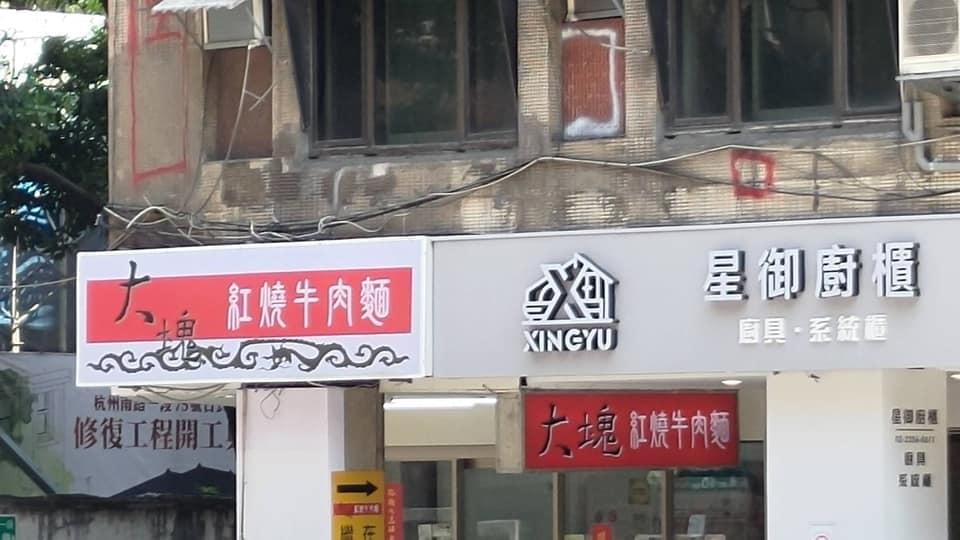 大塊 紅燒牛肉麵
XINGYU
星御廚櫃
廚具・系統櫃
大塊 紅燒牛肉麵
修復工程開工
星御廚櫃
廚具
系統櫃